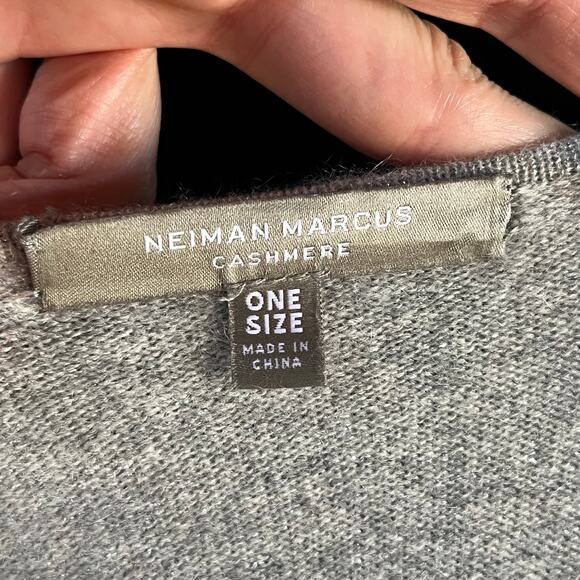 NEIMAN MARCUS
CASHMERE
ONE
SIZE
MADE IN
CHINA